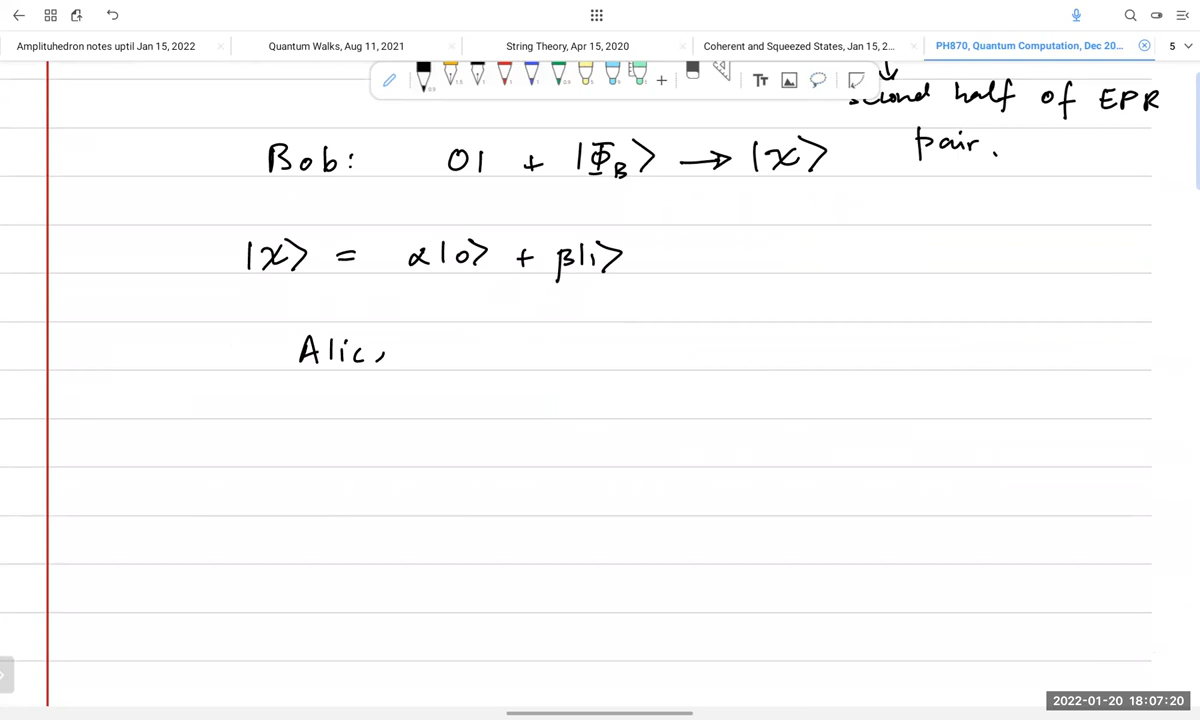 Amplituhedron notes uptil Jan 15, 2022
Quantum Walks, Aug 11, 2021
String Theory, Apr 15, 2020
Coherent and Squeezed States, Jan 15, 2...
PH870, Quantum Computation, Dec 20...
5
Tt
second half of EPR
pair.
Bob: 01 + |Φ_B⟩ → |χ⟩
|χ⟩ = α|0⟩ + β|1⟩
Alic,
2022-01-20 18:07:20